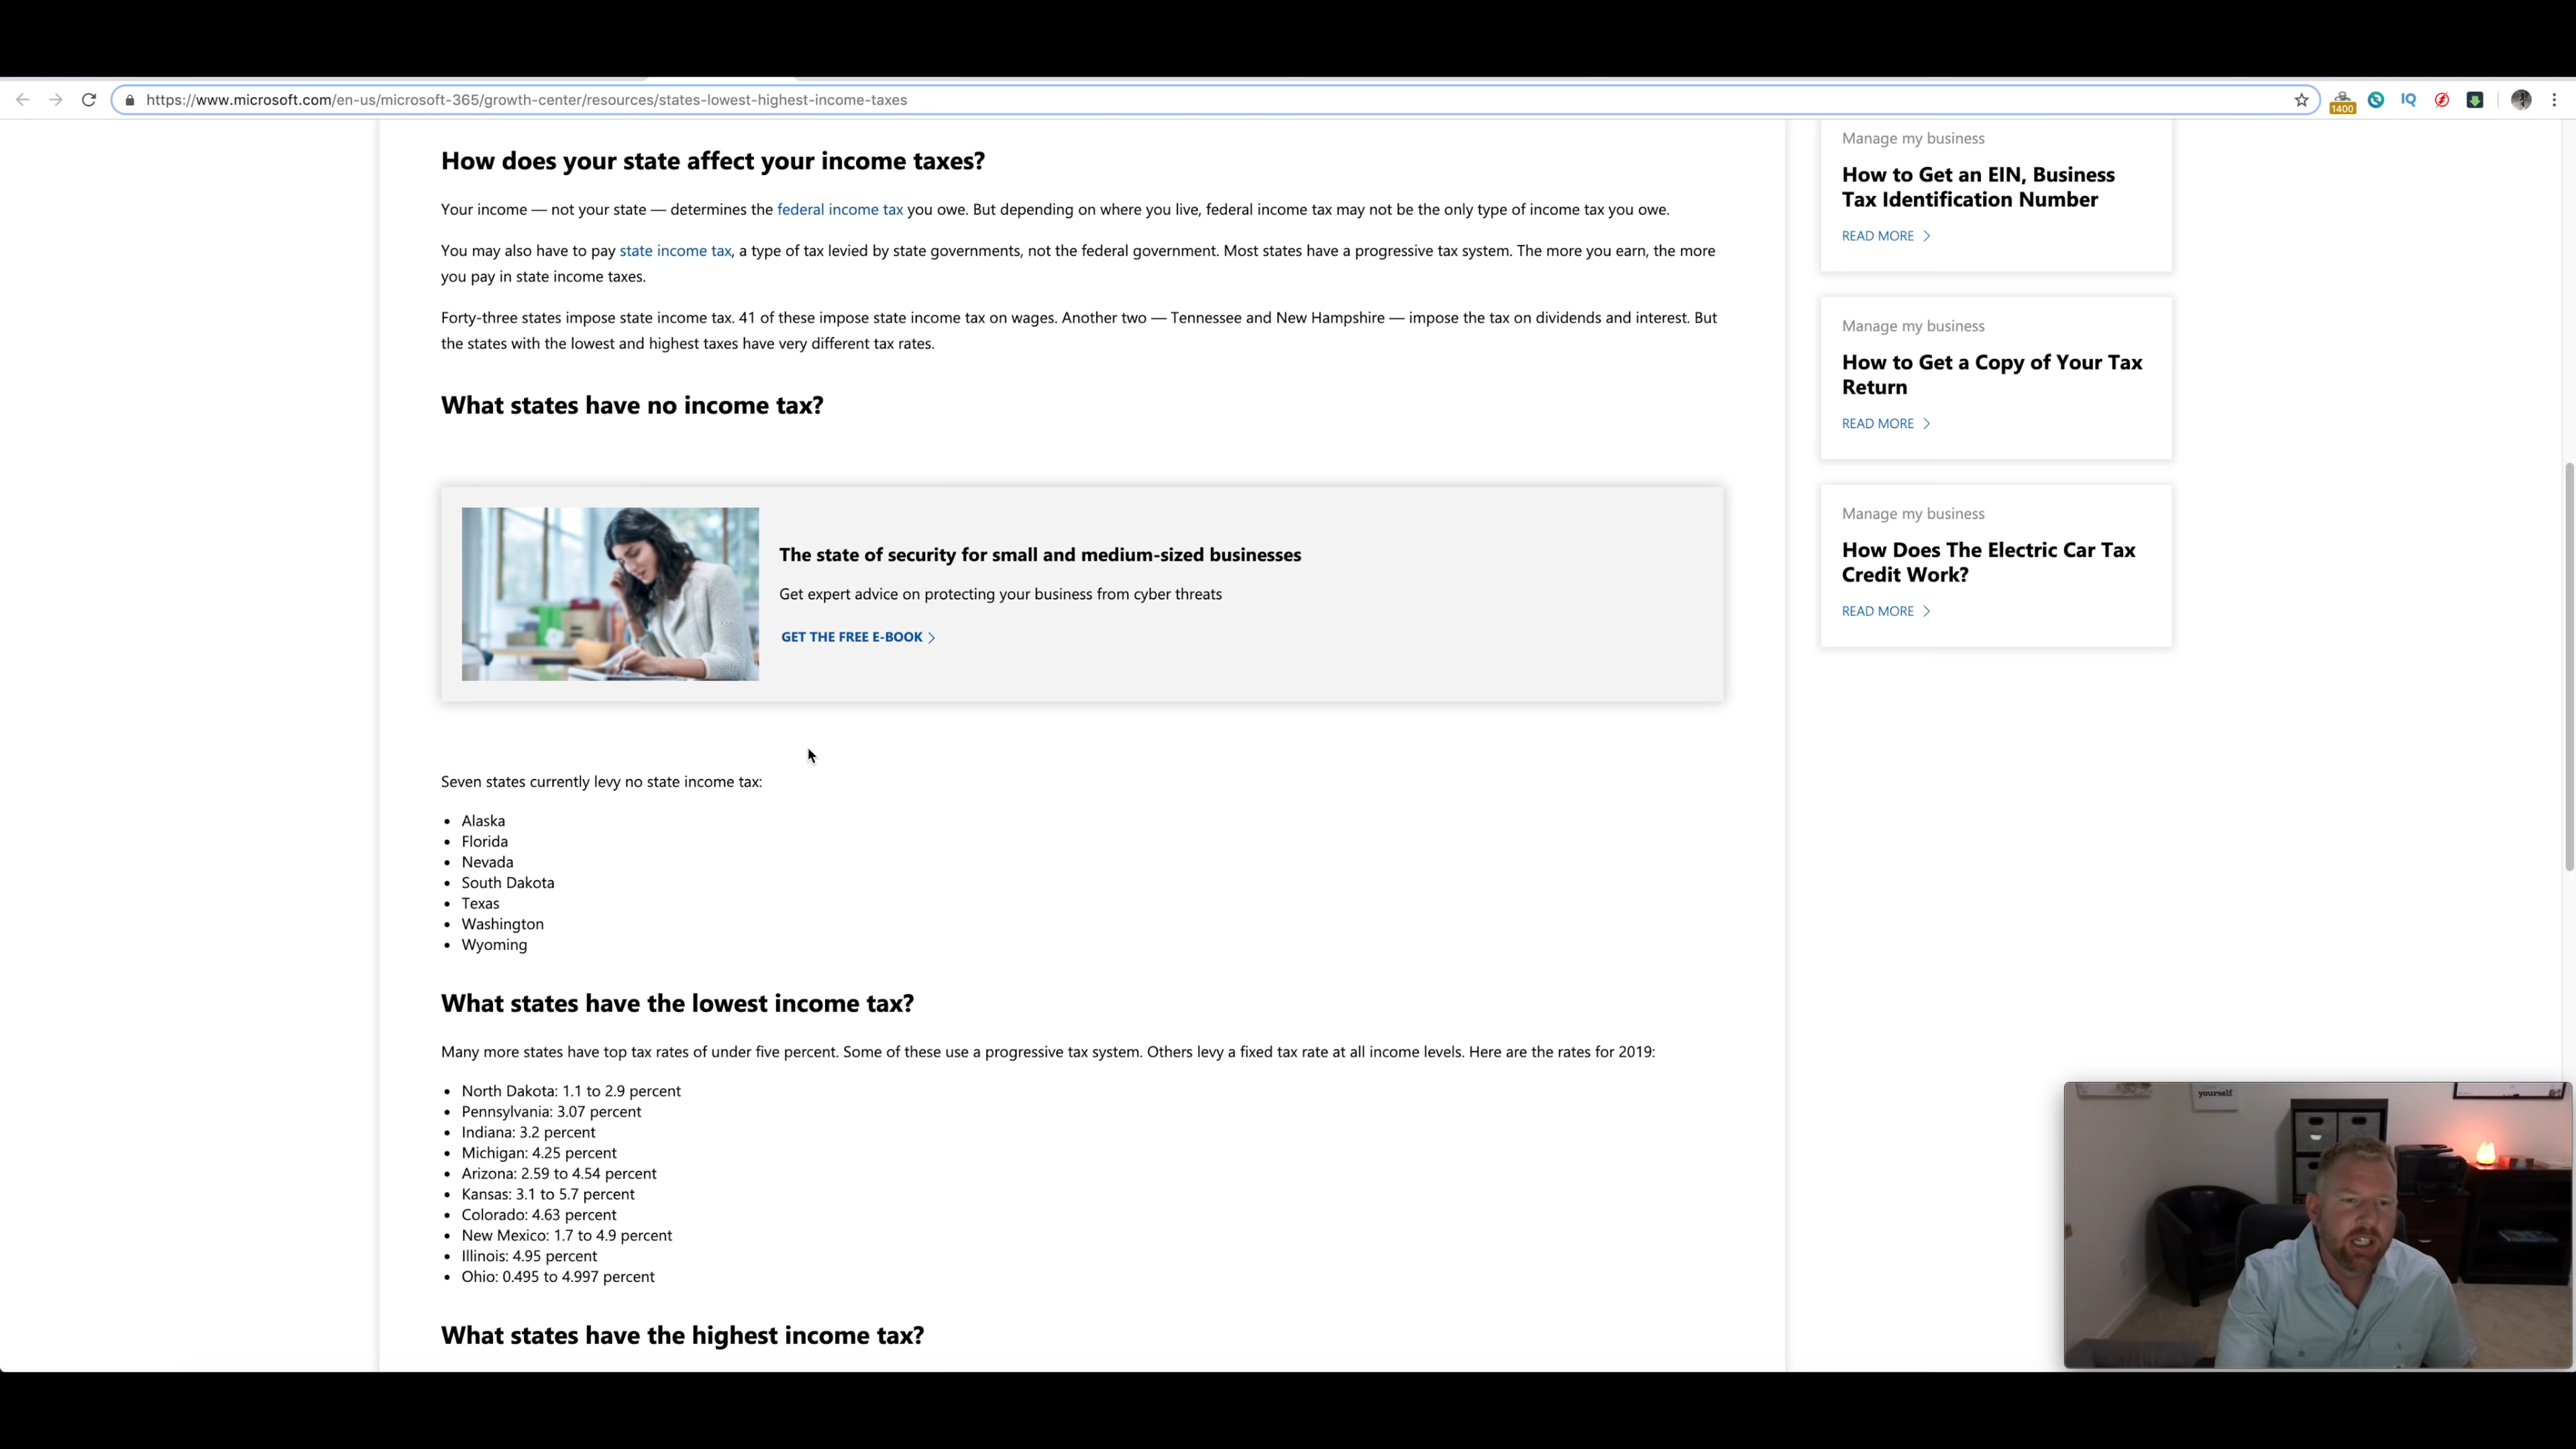 https://www.microsoft.com/en-us/microsoft-365/growth-center/resources/states-lowest-highest-income-taxes
1400
IQ
How does your state affect your income taxes?
Your income — not your state — determines the federal income tax you owe. But depending on where you live, federal income tax may not be the only type of income tax you owe.
You may also have to pay state income tax, a type of tax levied by state governments, not the federal government. Most states have a progressive tax system. The more you earn, the more
you pay in state income taxes.
Forty-three states impose state income tax. 41 of these impose state income tax on wages. Another two — Tennessee and New Hampshire — impose the tax on dividends and interest. But
the states with the lowest and highest taxes have very different tax rates.
What states have no income tax?
The state of security for small and medium-sized businesses
Get expert advice on protecting your business from cyber threats
GET THE FREE E-BOOK
Seven states currently levy no state income tax:
• Alaska
• Florida
• Nevada
• South Dakota
• Texas
• Washington
• Wyoming
What states have the lowest income tax?
Many more states have top tax rates of under five percent. Some of these use a progressive tax system. Others levy a fixed tax rate at all income levels. Here are the rates for 2019:
• North Dakota: 1.1 to 2.9 percent
• Pennsylvania: 3.07 percent
• Indiana: 3.2 percent
• Michigan: 4.25 percent
• Arizona: 2.59 to 4.54 percent
• Kansas: 3.1 to 5.7 percent
• Colorado: 4.63 percent
• New Mexico: 1.7 to 4.9 percent
• Illinois: 4.95 percent
• Ohio: 0.495 to 4.997 percent
What states have the highest income tax?
Manage my business
How to Get an EIN, Business
Tax Identification Number
READ MORE
Manage my business
How to Get a Copy of Your Tax
Return
READ MORE
Manage my business
How Does The Electric Car Tax
Credit Work?
READ MORE
yourself